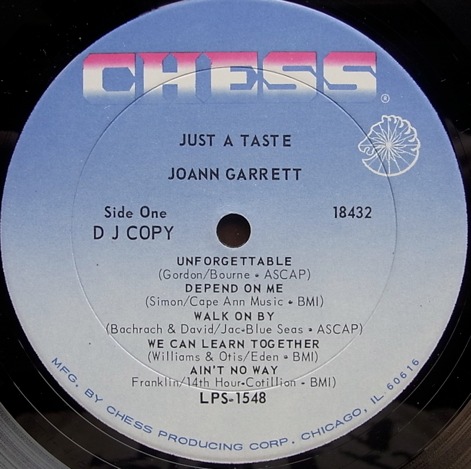 CHESS®
JUST A TASTE
JOANN GARRETT
Side One 18432
D J COPY
UNFORGETTABLE
(Gordon/Bourne • ASCAP)
DEPEND ON ME
(Simon/Cape Ann Music • BMI)
WALK ON BY
(Bachrach & David/Jac-Blue Seas • ASCAP)
WE CAN LEARN TOGETHER
(Williams & Otis/Eden • BMI)
AIN'T NO WAY
Franklin/14th Hour-Cotillion • BMI)
LPS-1548
MFG. BY CHESS PRODUCING CORP. CHICAGO, IL 60616